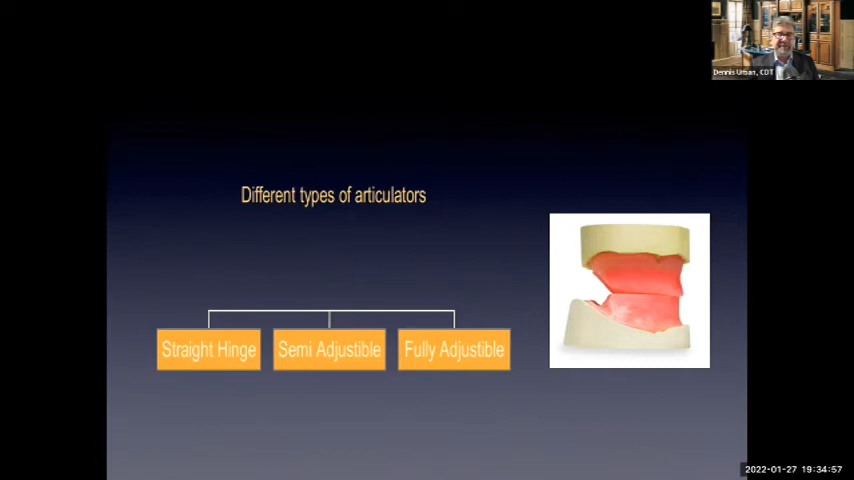 Dennis Urban, CDT
Different types of articulators
Straight Hinge
Semi Adjustible
Fully Adjustible
2022-01-27 19:34:57